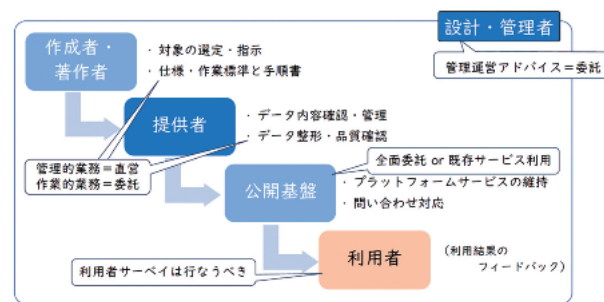 設計・管理者
管理運営アドバイス＝委託
作成者・
著作者
・対象の選定・指示
・仕様・作業標準と手順書
提供者
・データ内容確認・管理
・データ整形・品質確認
管理的業務＝直営
作業的業務＝委託
全面委託 or 既存サービス利用
公開基盤
・プラットフォームサービスの維持
・問い合わせ対応
利用者
（利用結果の
フィードバック）
利用者サーベイは行なうべき